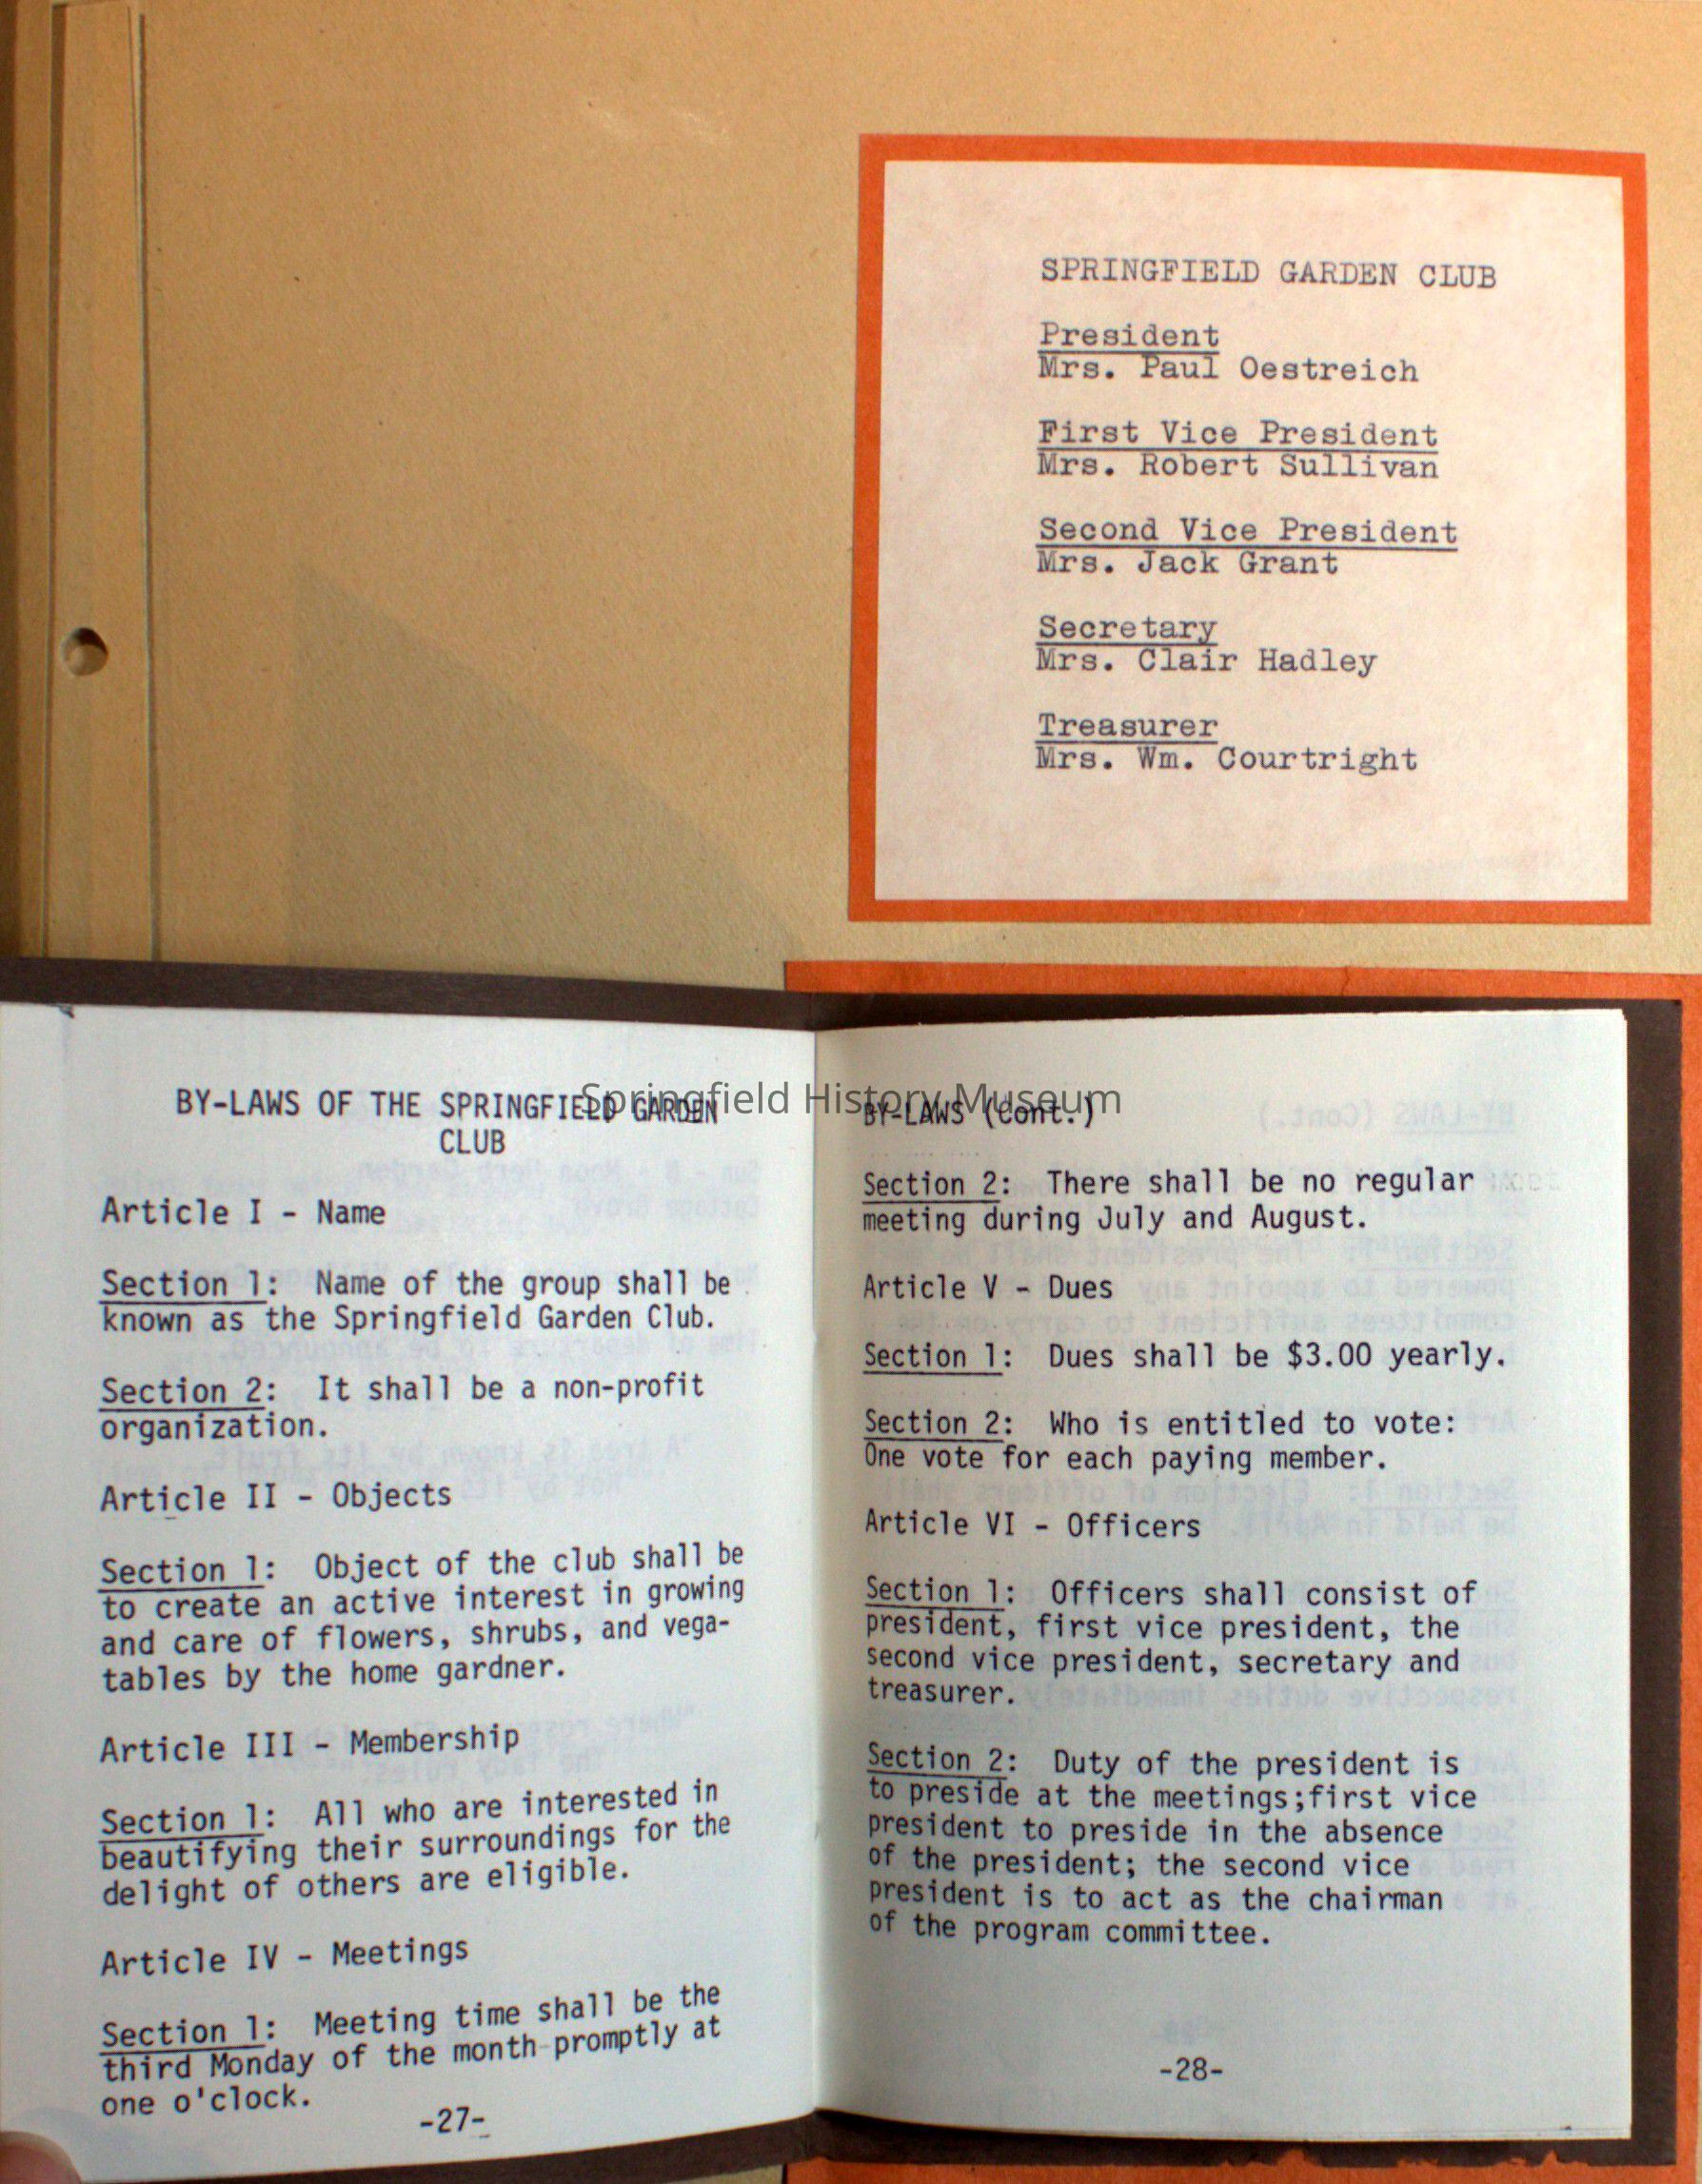 SPRINGFIELD GARDEN CLUB
President
Mrs. Paul Oestreich
First Vice President
Mrs. Robert Sullivan
Second Vice President
Mrs. Jack Grant
Secretary
Mrs. Clair Hadley
Treasurer
Mrs. Wm. Courtright
Springfield History Museum
BY-LAWS OF THE SPRINGFIELD GARDEN
CLUB
Article I - Name
Section 1: Name of the group shall be
known as the Springfield Garden Club.
Section 2: It shall be a non-profit
organization.
Article II - Objects
Section 1: Object of the club shall be
to create an active interest in growing
and care of flowers, shrubs, and vega-
tables by the home gardner.
Article III - Membership
Section 1: All who are interested in
beautifying their surroundings for the
delight of others are eligible.
Article IV - Meetings
Section 1: Meeting time shall be the
third Monday of the month promptly at
one o'clock.
-27-
BY-LAWS (Cont.)
Section 2: There shall be no regular
meeting during July and August.
Article V - Dues
Section 1: Dues shall be $3.00 yearly.
Section 2: Who is entitled to vote:
One vote for each paying member.
Article VI - Officers
Section 1: Officers shall consist of
president, first vice president, the
second vice president, secretary and
treasurer.
Section 2: Duty of the president is
to preside at the meetings;first vice
president to preside in the absence
of the president; the second vice
president is to act as the chairman
of the program committee.
-28-